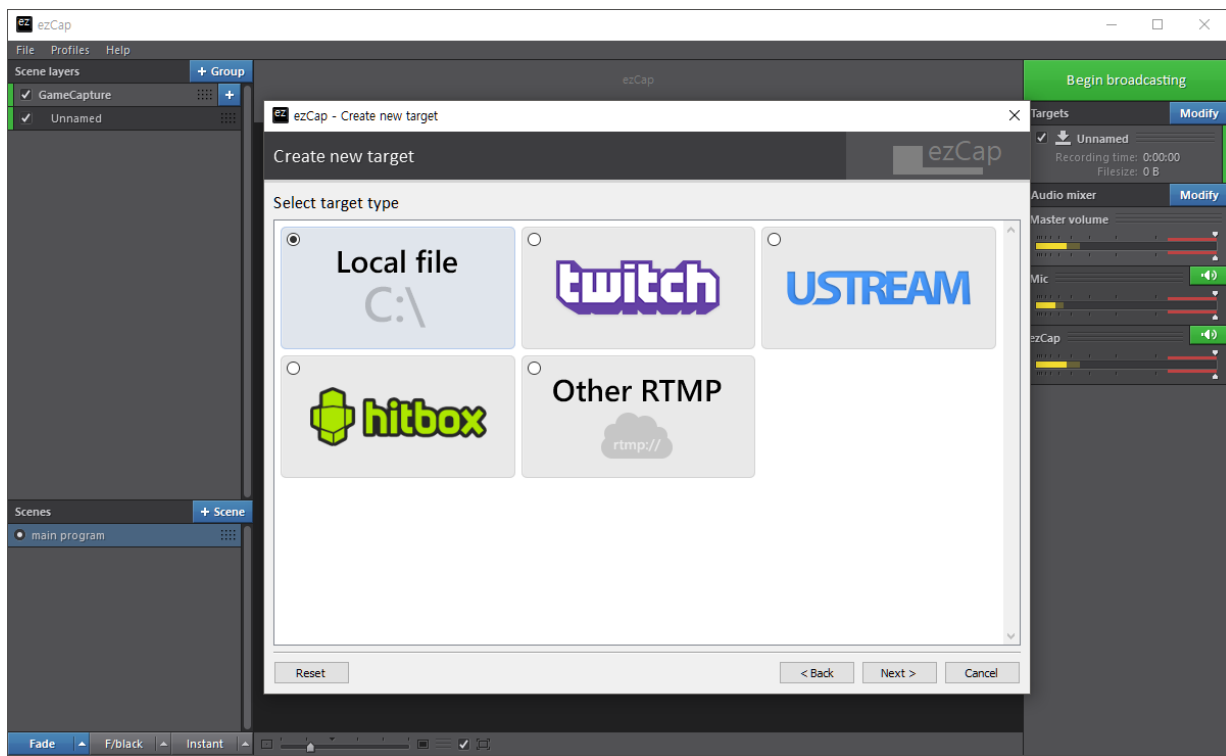 ez ezCap
File Profiles Help
Scene layers + Group
GameCapture +
Unnamed
ezCap
Begin broadcasting
Targets Modify
Unnamed
Recording time: 0:00:00
Filesize: 0 B
Audio mixer Modify
Master volume
Mic
ezCap
ez ezCap - Create new target
Create new target
ezCap
Select target type
Local file
C:\
twitch
USTREAM
hitbox
Other RTMP
rtmp://
Reset
< Back
Next >
Cancel
Scenes + Scene
main program
Fade F/black Instant